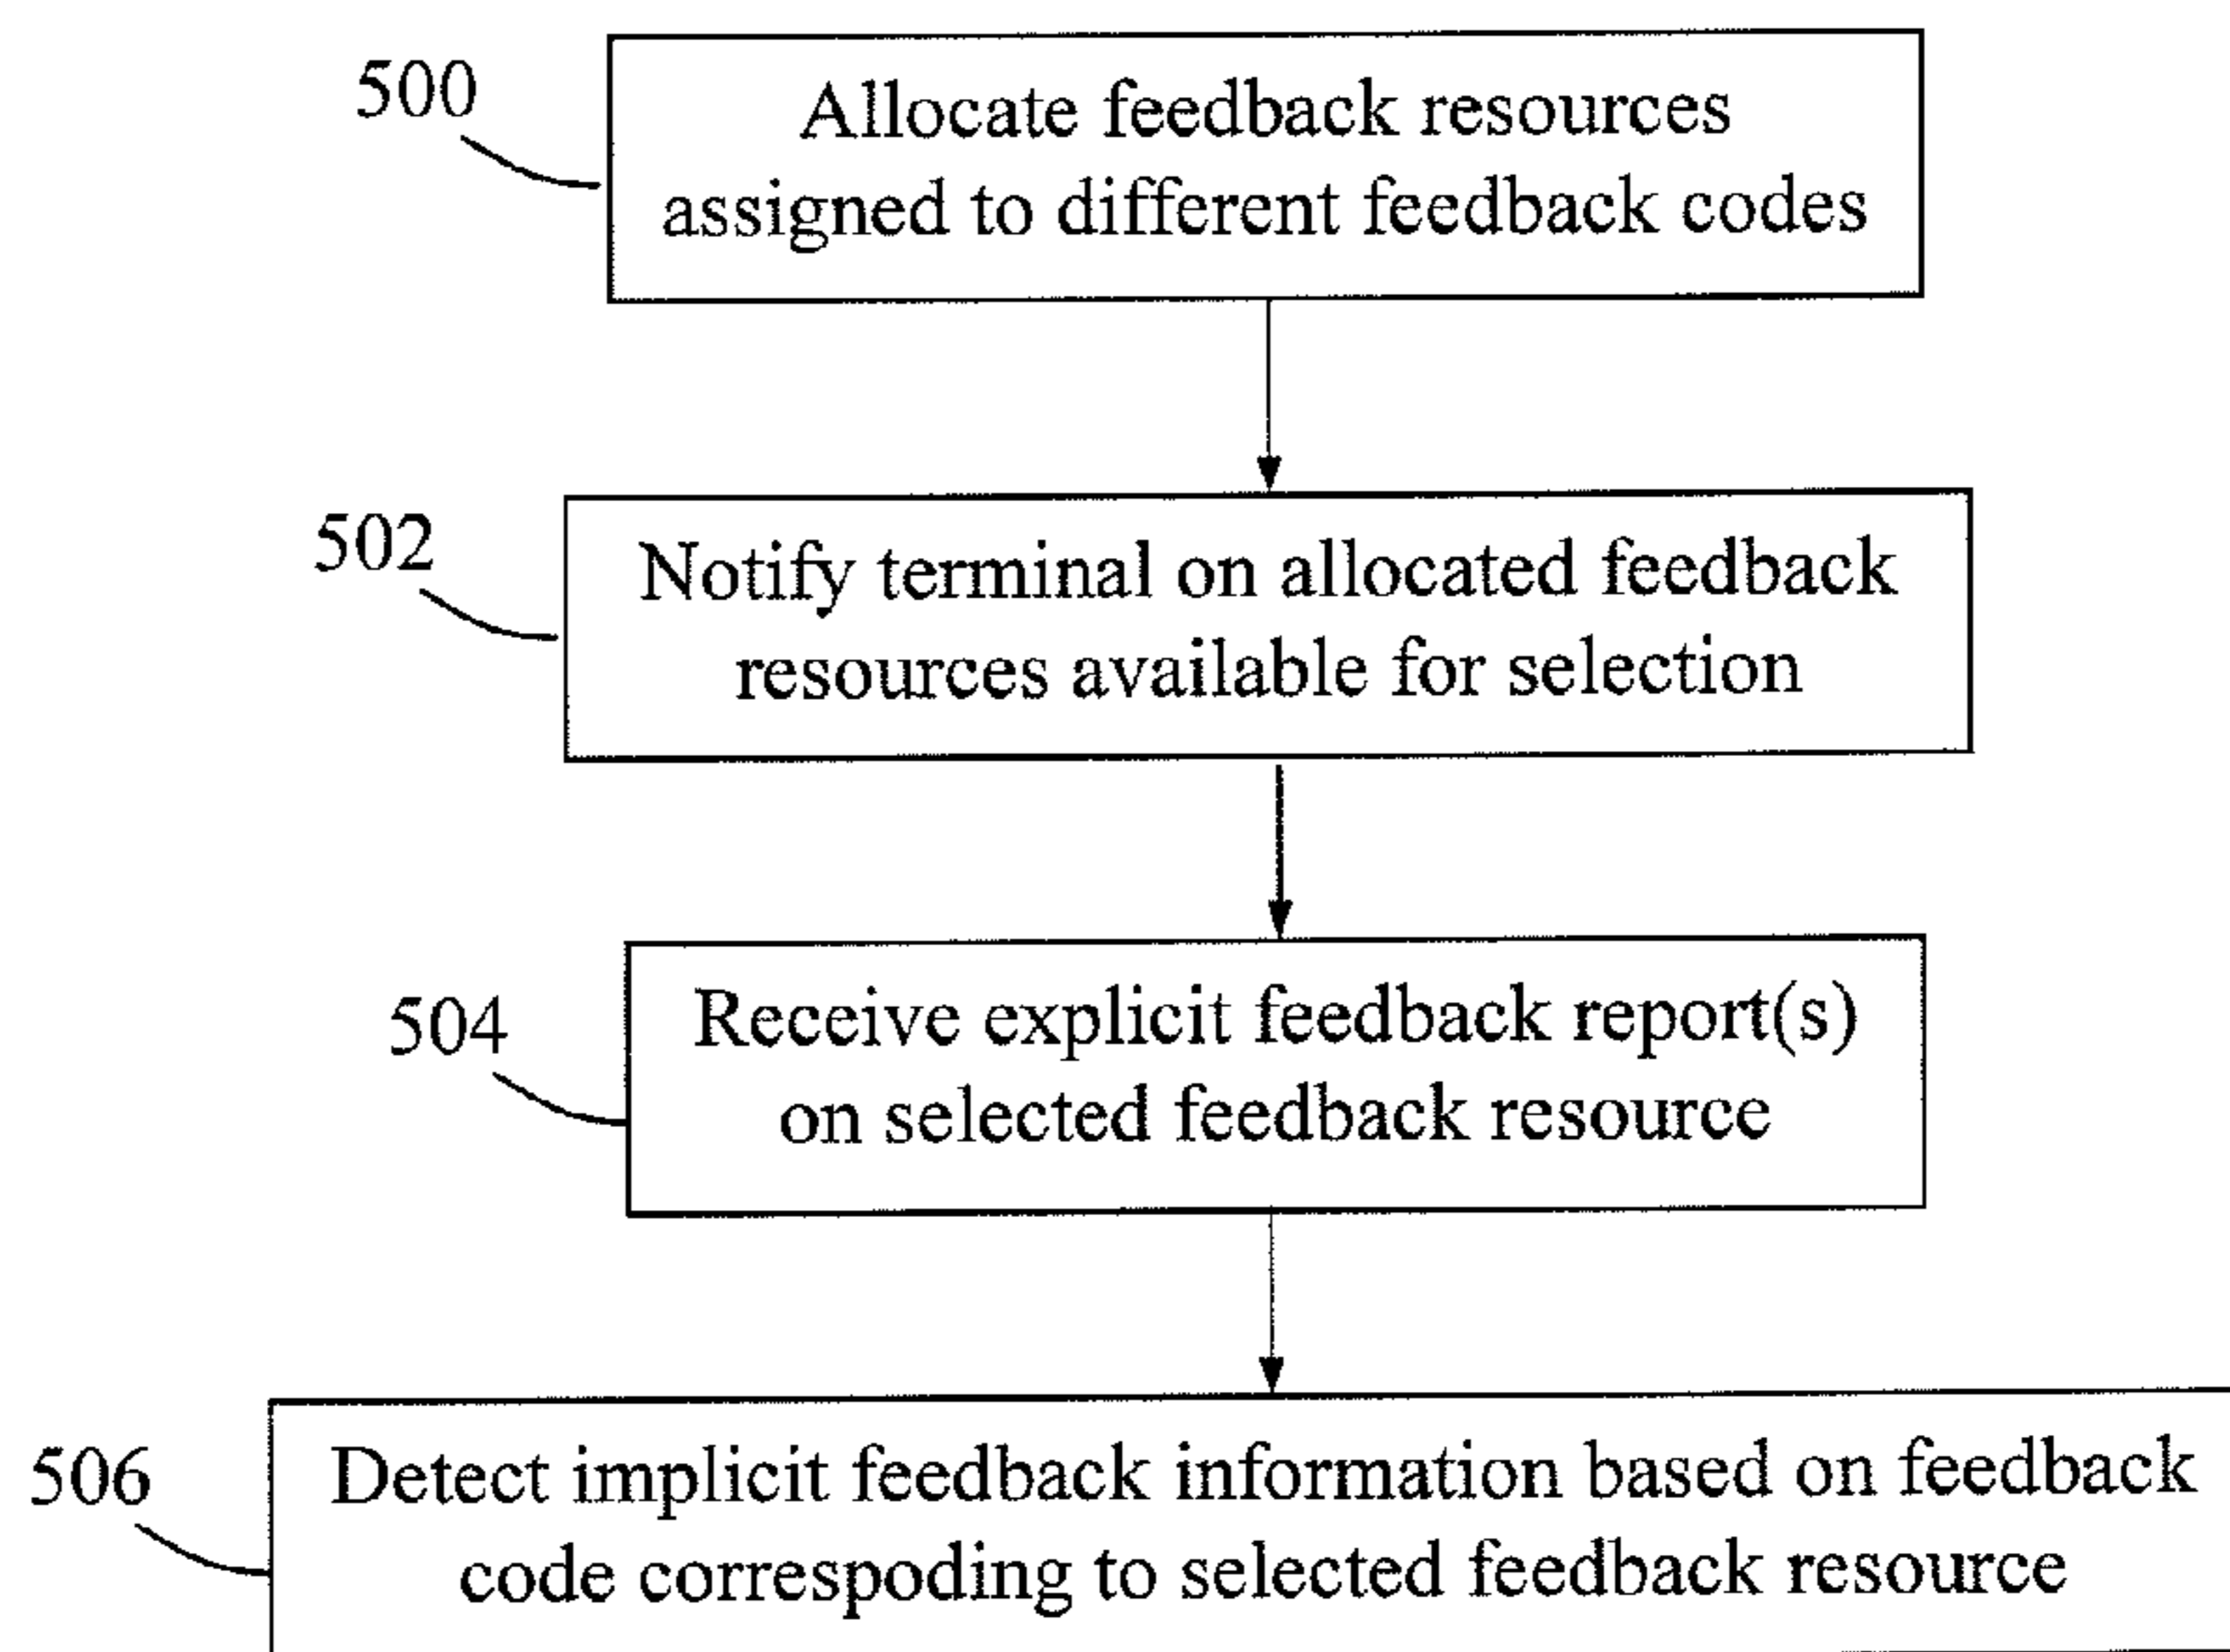 500
Allocate feedback resources
assigned to different feedback codes
502
Notify terminal on allocated feedback
resources available for selection
504
Receive explicit feedback report(s)
on selected feedback resource
506
Detect implicit feedback information based on feedback
code correspoding to selected feedback resource